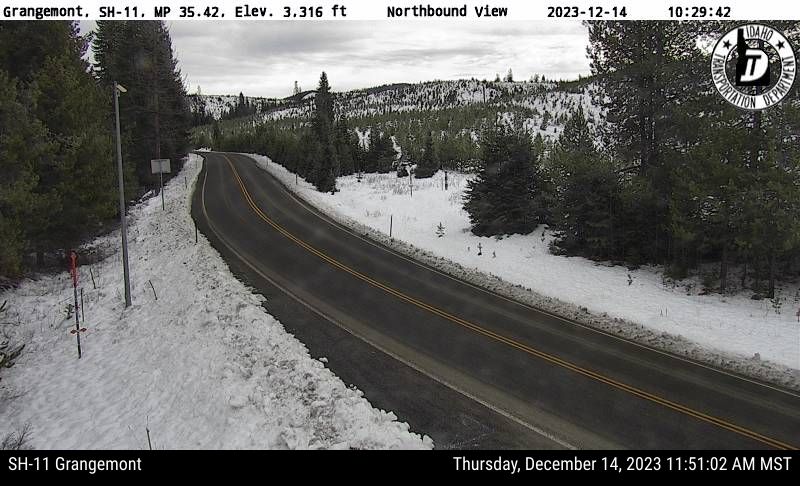 Grangemont, SH-11, MP 35.42, Elev. 3,316 ft Northbound View 2023-12-14 10:29:42
IDAHO
TRANSPORTATION DEPARTMENT
SH-11 Grangemont Thursday, December 14, 2023 11:51:02 AM MST